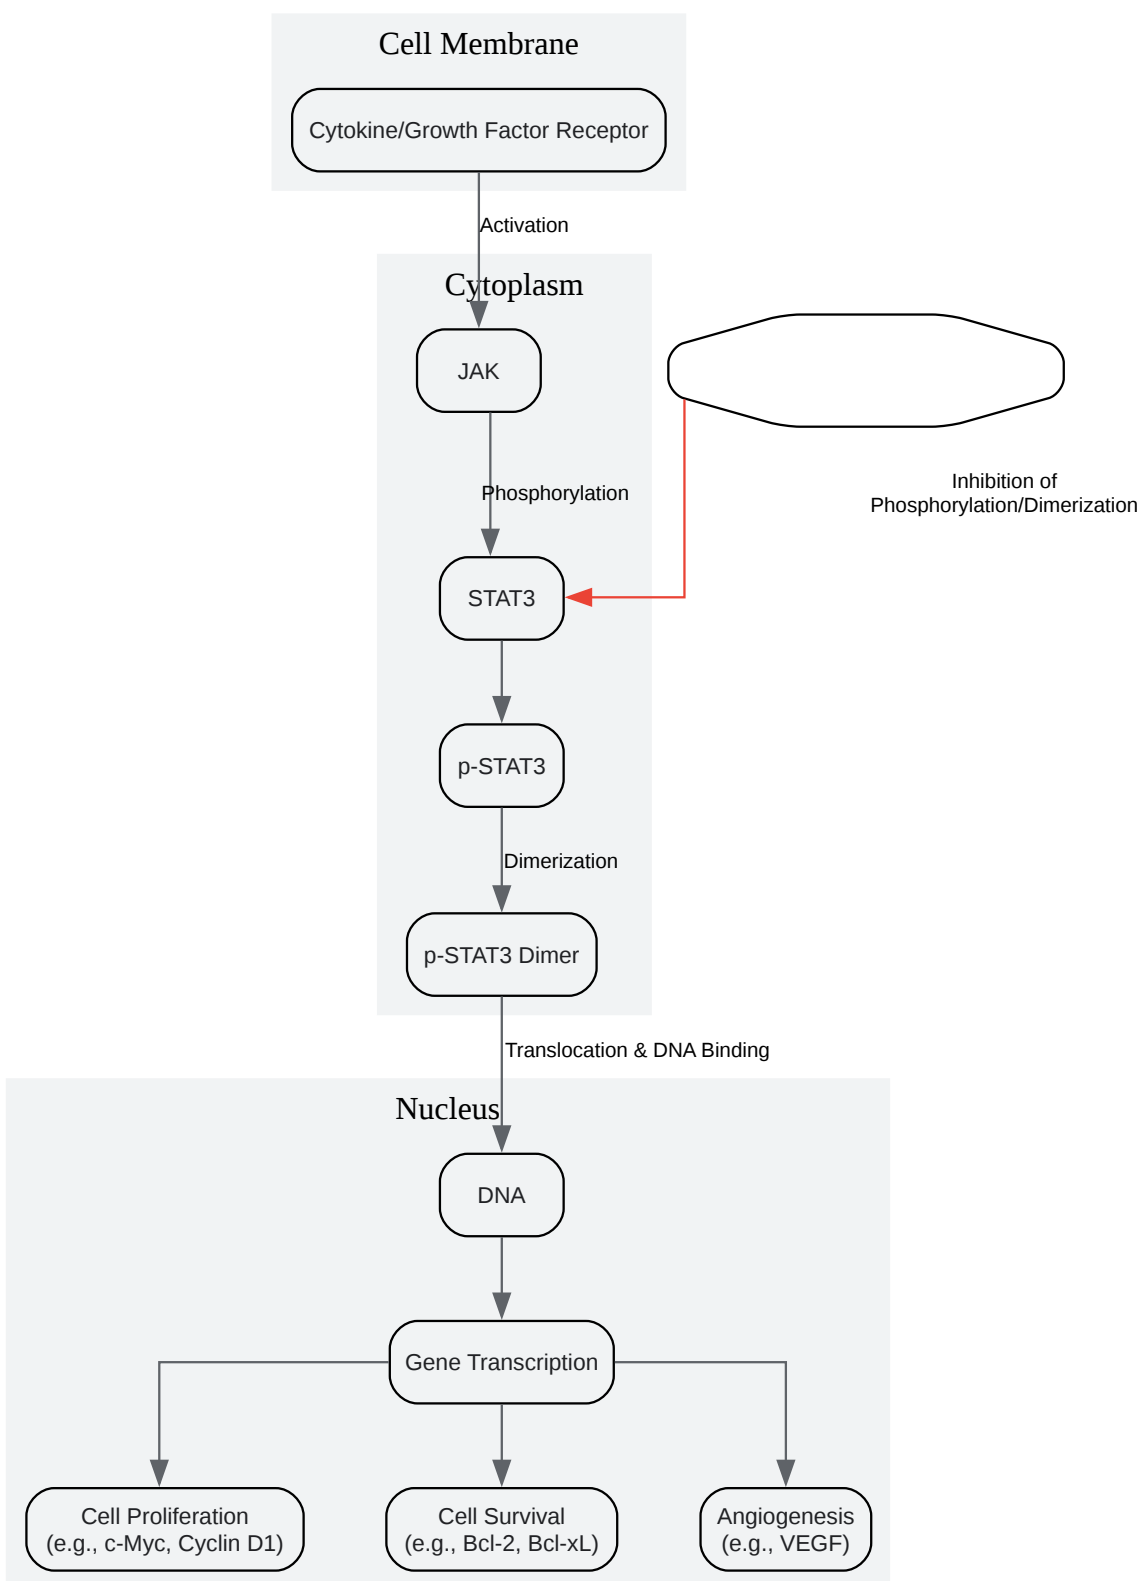 Cell Membrane
Cytokine/Growth Factor Receptor
Activation
Cytoplasm
JAK
Phosphorylation
Inhibition of
Phosphorylation/Dimerization
STAT3
p-STAT3
Dimerization
p-STAT3 Dimer
Translocation & DNA Binding
Nucleus
DNA
Gene Transcription
Cell Proliferation
(e.g., c-Myc, Cyclin D1)
Cell Survival
(e.g., Bcl-2, Bcl-xL)
Angiogenesis
(e.g., VEGF)